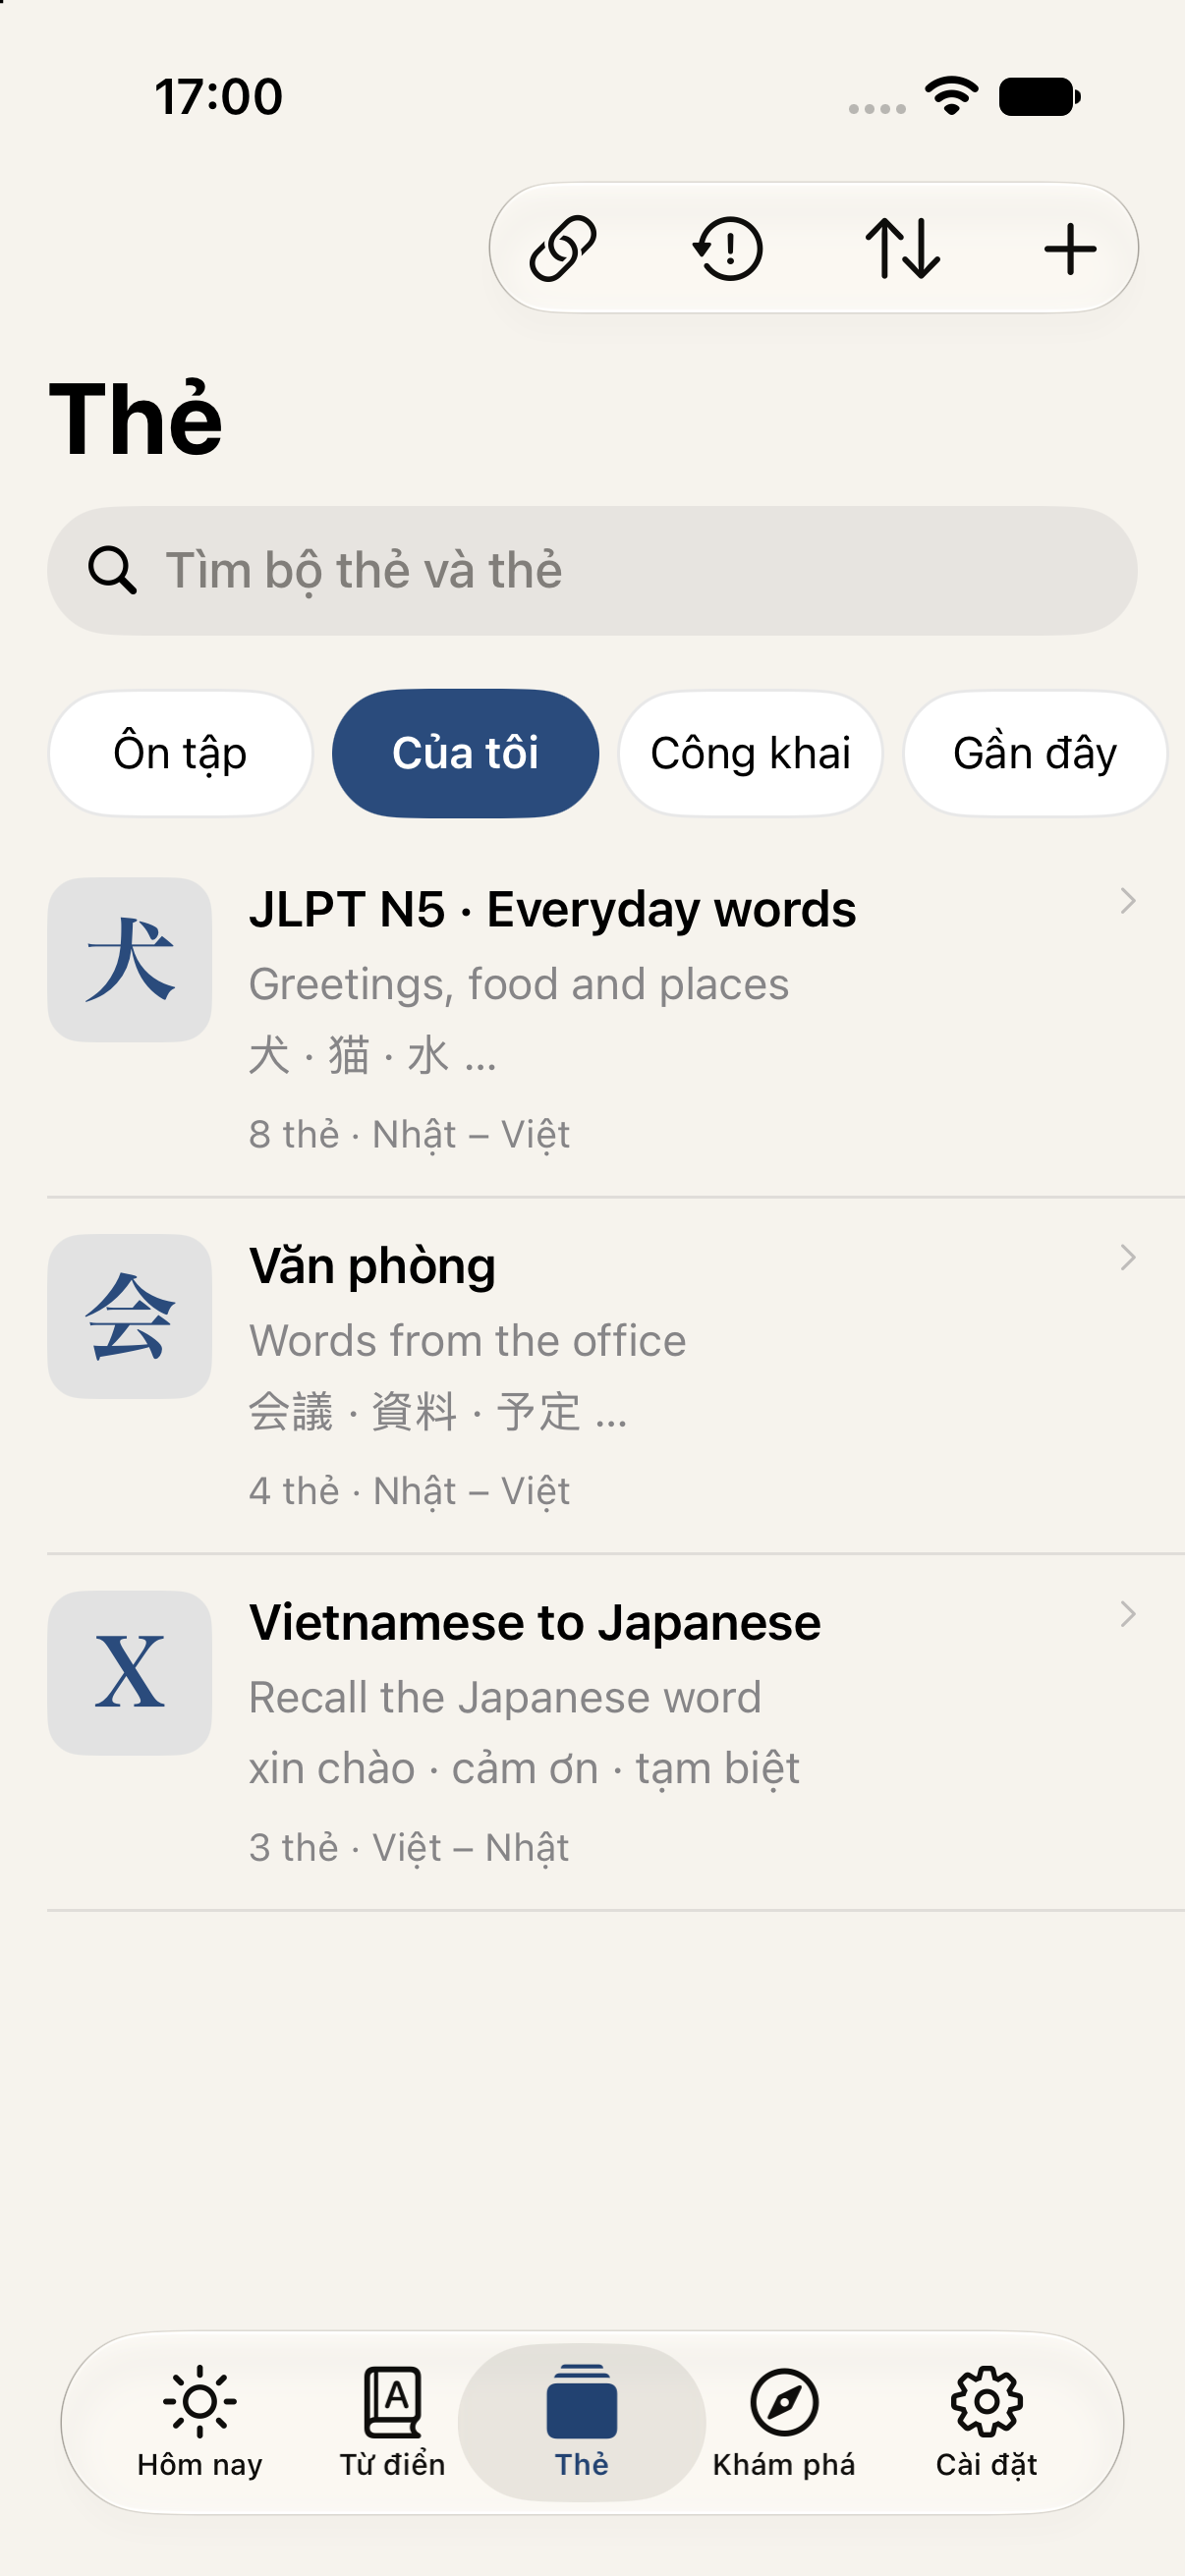 17:00
Thẻ
Tìm bộ thẻ và thẻ
Ôn tập
Của tôi
Công khai
Gần đây
犬
JLPT N5 · Everyday words
Greetings, food and places
犬 · 猫 · 水 ...
8 thẻ · Nhật – Việt
会
Văn phòng
Words from the office
会議 · 資料 · 予定 ...
4 thẻ · Nhật – Việt
X
Vietnamese to Japanese
Recall the Japanese word
xin chào · cảm ơn · tạm biệt
3 thẻ · Việt – Nhật
Hôm nay
Từ điển
Thẻ
Khám phá
Cài đặt